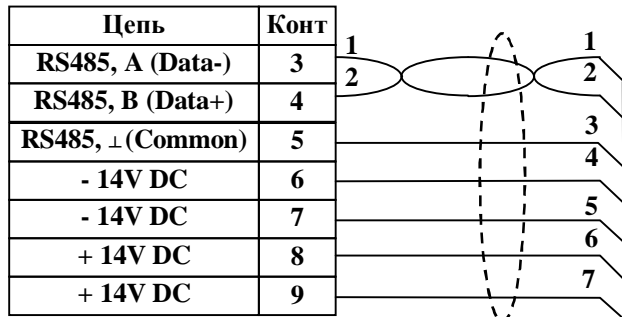 Цепь Конт
RS485, A (Data-) 3 1 1
RS485, B (Data+) 4 2 2
RS485, ⊥ (Common) 5 3
- 14V DC 6 4
- 14V DC 7 5
+ 14V DC 8 6
+ 14V DC 9 7